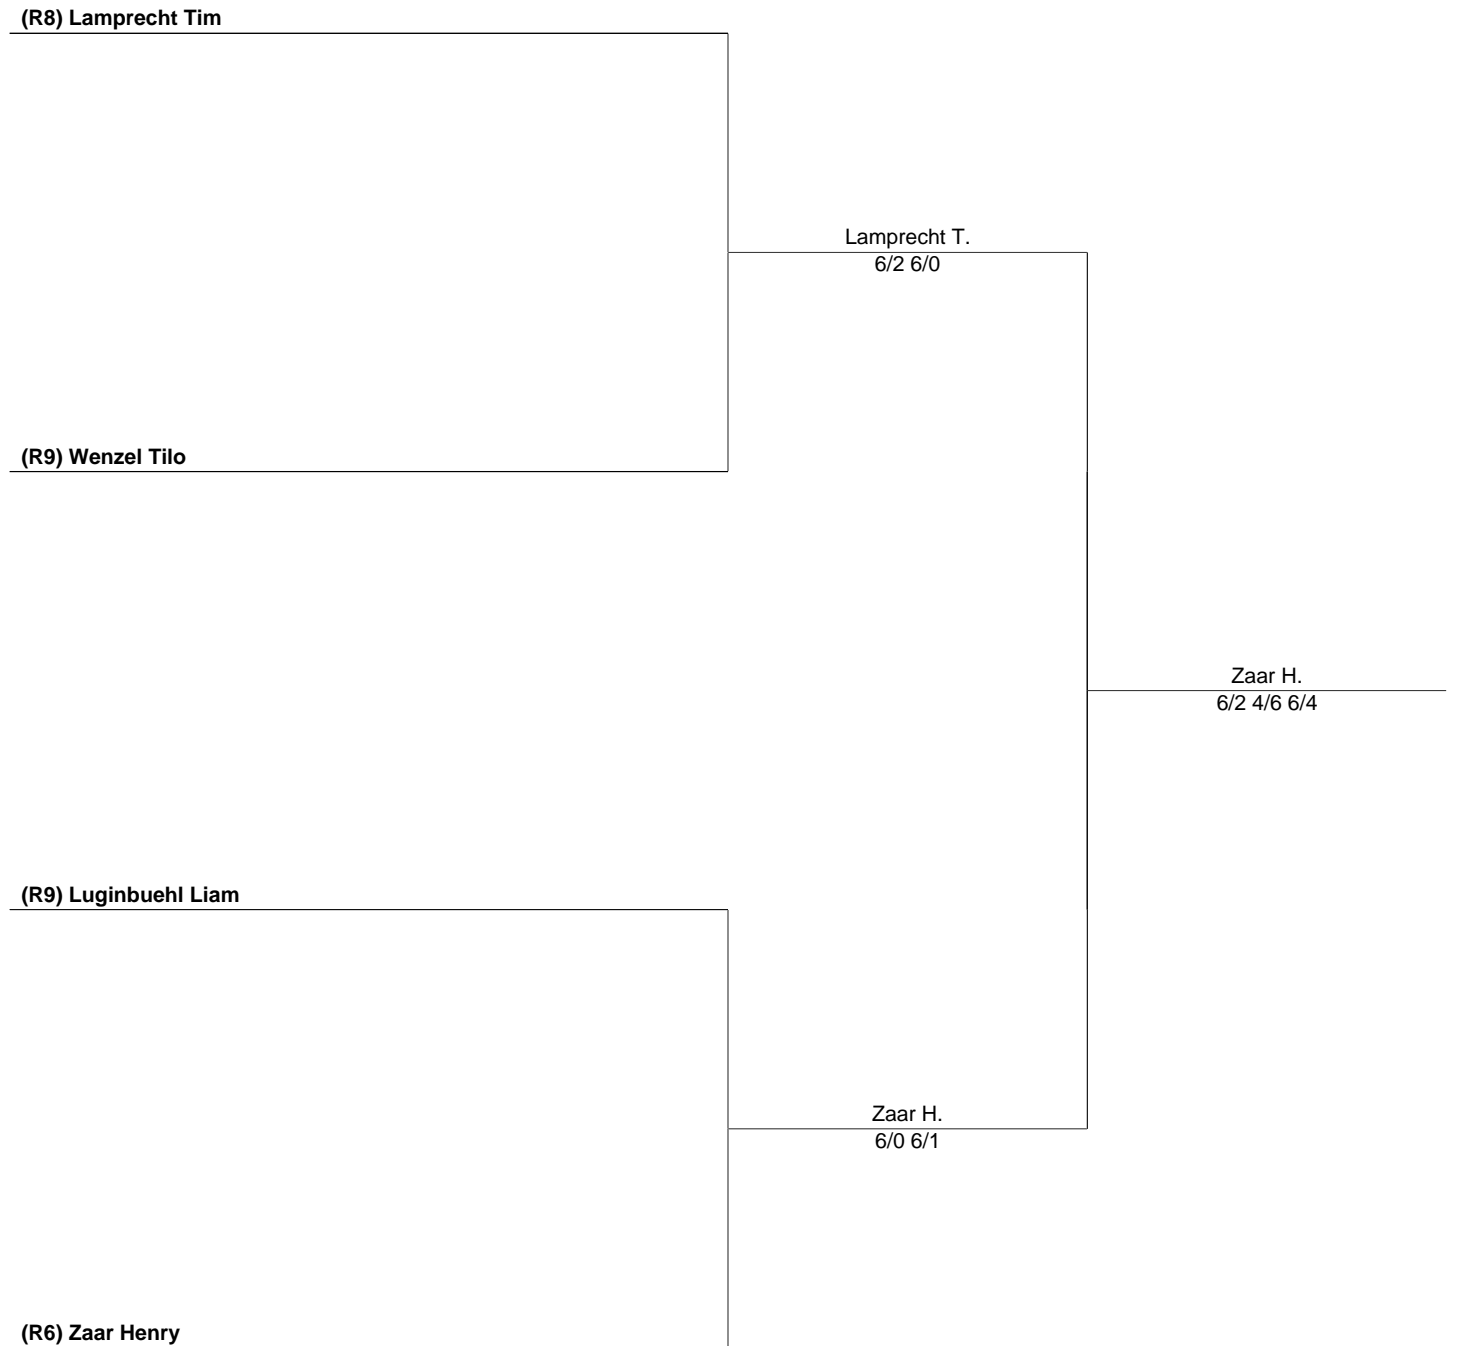 (R8) Lamprecht Tim
Lamprecht T.
6/2 6/0
(R9) Wenzel Tilo
Zaar H.
6/2 4/6 6/4
(R9) Luginbuehl Liam
Zaar H.
6/0 6/1
(R6) Zaar Henry